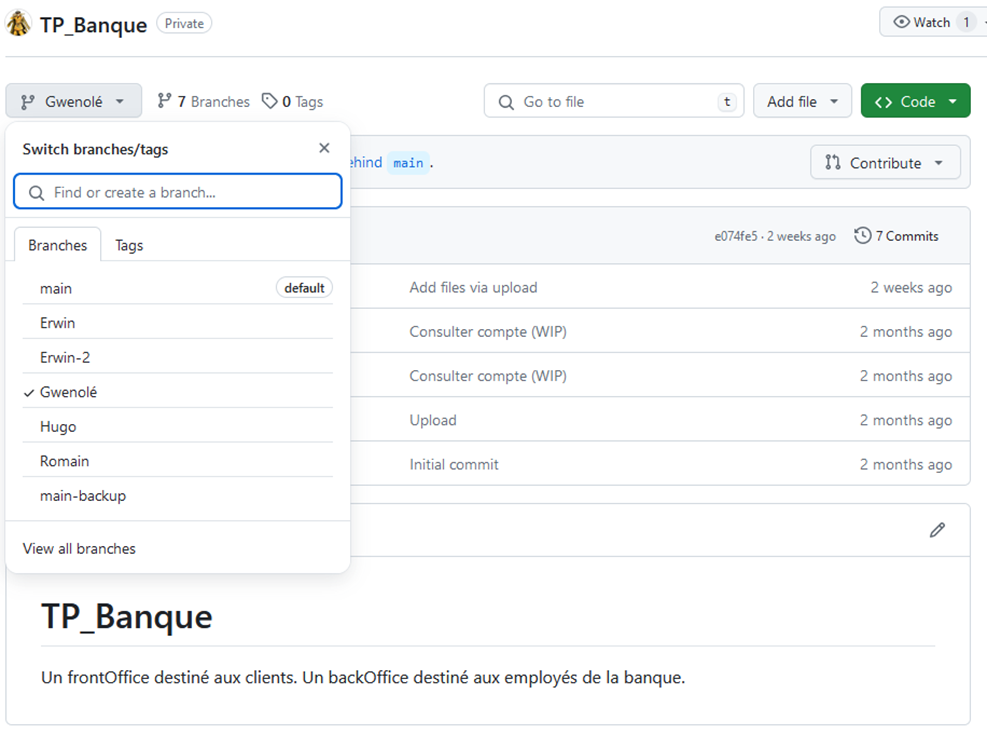 TP_Banque Private Watch 1
Gwenolé 7 Branches 0 Tags Go to file t Add file Code
Switch branches/tags
ehind main . Contribute
Find or create a branch...
e074fe5 · 2 weeks ago 7 Commits
Branches Tags
main default
Add files via upload 2 weeks ago
Erwin
Consulter compte (WIP) 2 months ago
Erwin-2
Consulter compte (WIP) 2 months ago
Gwenolé
Hugo
Upload 2 months ago
Romain
Initial commit 2 months ago
main-backup
View all branches
TP_Banque
Un frontOffice destiné aux clients. Un backOffice destiné aux employés de la banque.